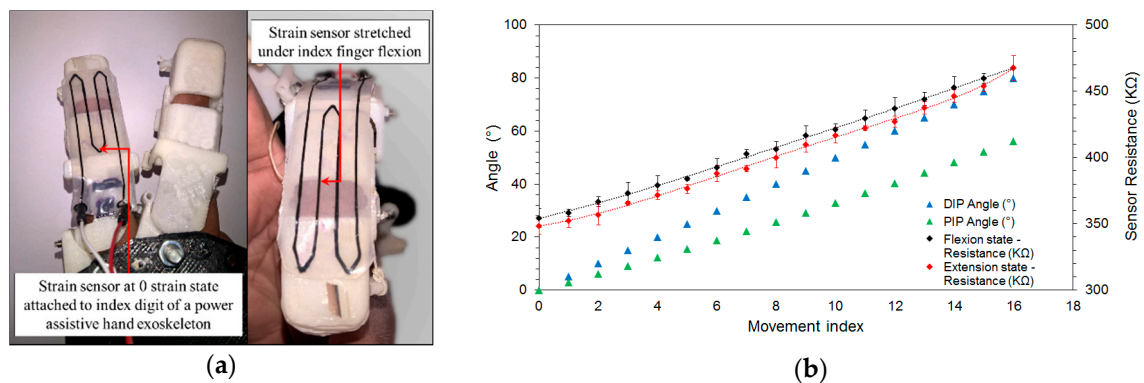 (a)
Strain sensor stretched
under index finger flexion
Strain sensor at 0 strain state
attached to index digit of a power
assistive hand exoskeleton
(b)
100
80
60
40
20
0
Angle (°)
500
450
400
350
300
Sensor Resistance (KΩ)
DIP Angle (°)
PIP Angle (°)
Flexion state -
Resistance (KΩ)
Extension state -
Resistance (KΩ)
0 2 4 6 8 10 12 14 16 18
Movement index
(a)
(b)